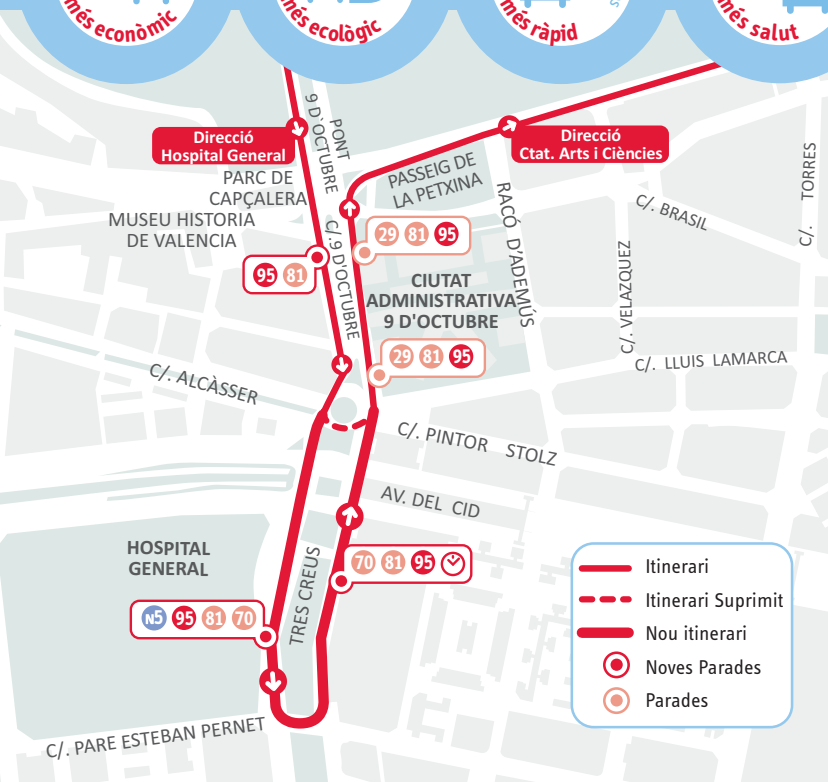 més econòmic
més ecològic
més ràpid
més salut
Direcció
Hospital General
PONT
9 D'OCTUBRE
Direcció
Ctat. Arts i Ciències
PARC DE
CAPÇALERA
MUSEU HISTORIA
DE VALENCIA
PASSEIG DE
LA PETXINA
RACÓ D'ADEMÚS
C/. BRASIL
C/. TORRES
29 81 95
95 81
C/.9 D'OCTUBRE
CIUTAT
ADMINISTRATIVA
9 D'OCTUBRE
C/. VELAZQUEZ
29 81 95
C/. LLUIS LAMARCA
C/. ALCÀSSER
C/. PINTOR STOLZ
AV. DEL CID
HOSPITAL
GENERAL
70 81 95
TRES CREUS
N5 95 81 70
C/. PARE ESTEBAN PERNET
Itinerari
Itinerari Suprimit
Nou itinerari
Noves Parades
Parades